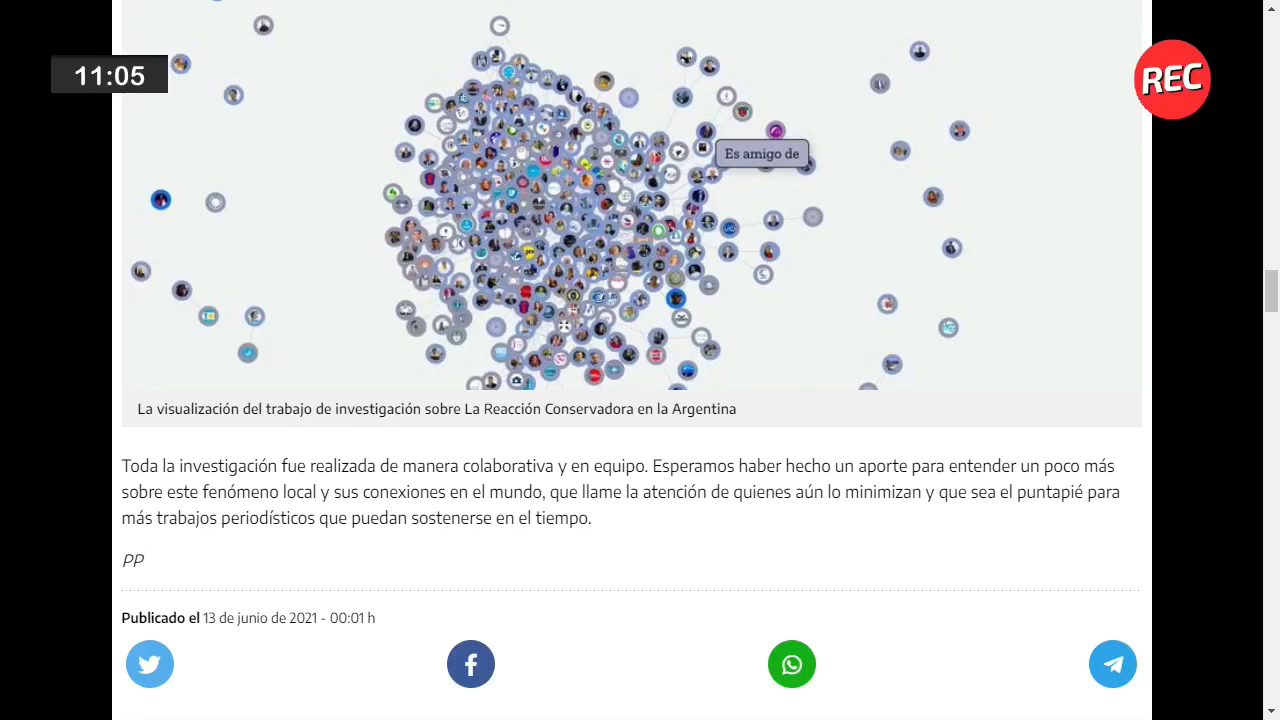 11:05
REC
Es amigo de
La visualización del trabajo de investigación sobre La Reacción Conservadora en la Argentina
Toda la investigación fue realizada de manera colaborativa y en equipo. Esperamos haber hecho un aporte para entender un poco más
sobre este fenómeno local y sus conexiones en el mundo, que llame la atención de quienes aún lo minimizan y que sea el puntapié para
más trabajos periodísticos que puedan sostenerse en el tiempo.
PP
Publicado el 13 de junio de 2021 - 00:01 h